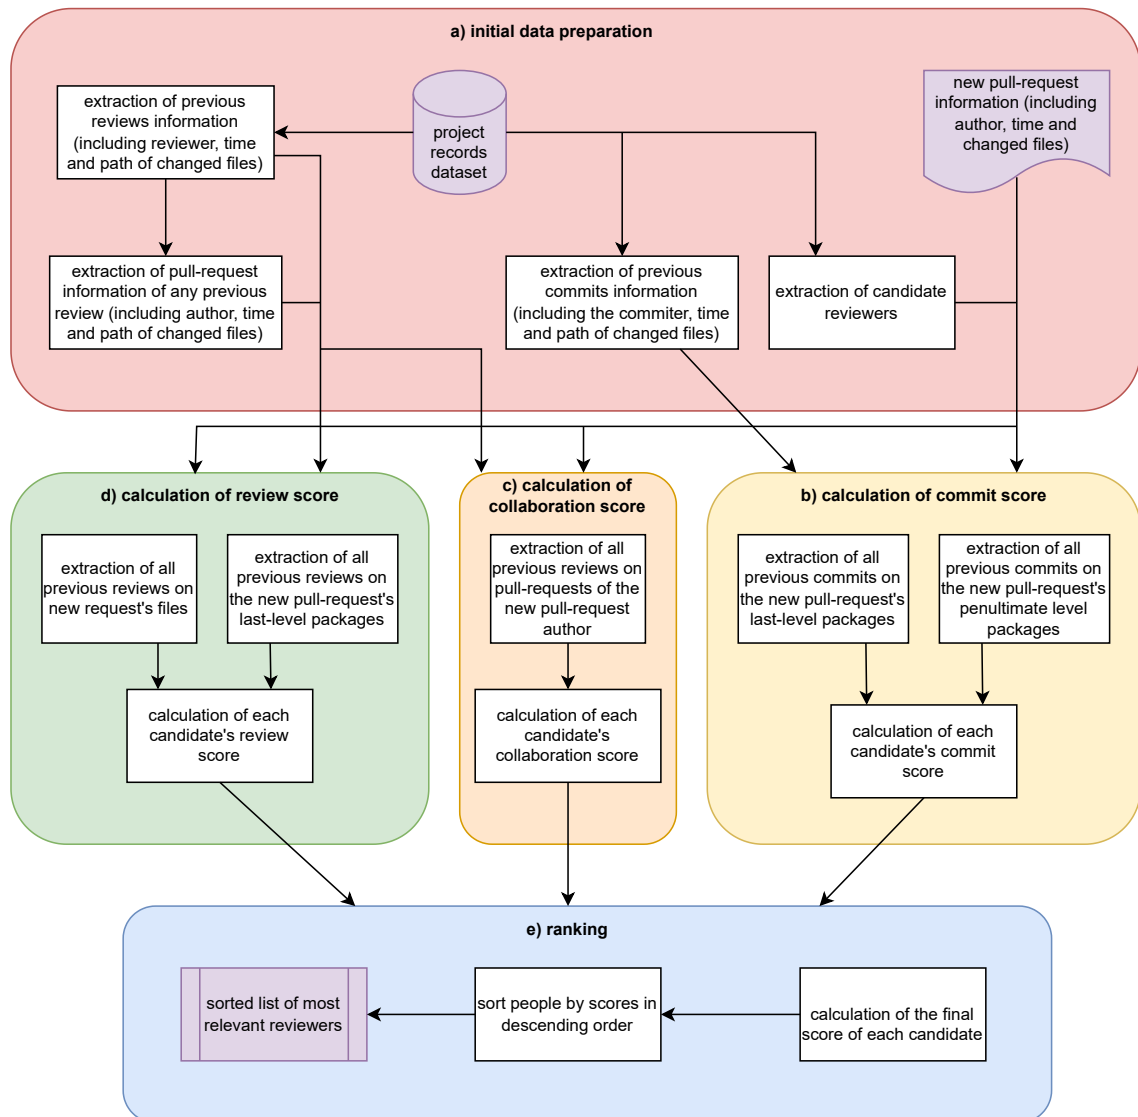 a) initial data preparation
extraction of previous
reviews information
(including reviewer, time
and path of changed files)
project
records
dataset
new pull-request
information (including
author, time and
changed files)
extraction of pull-request
information of any previous
review (including author, time
and path of changed files)
extraction of previous
commits information
(including the commiter, time
and path of changed files)
extraction of candidate
reviewers
d) calculation of review score
extraction of all
previous reviews on
new request's files
extraction of all
previous reviews on
the new pull-request's
last-level packages
calculation of each
candidate's review
score
c) calculation of
collaboration score
extraction of all
previous reviews on
pull-requests of the
new pull-request
author
calculation of each
candidate's
collaboration score
b) calculation of commit score
extraction of all
previous commits on
the new pull-request's
last-level packages
extraction of all
previous commits on
the new pull-request's
penultimate level
packages
calculation of each
candidate's commit
score
e) ranking
sorted list of most
relevant reviewers
sort people by scores in
descending order
calculation of the final
score of each candidate